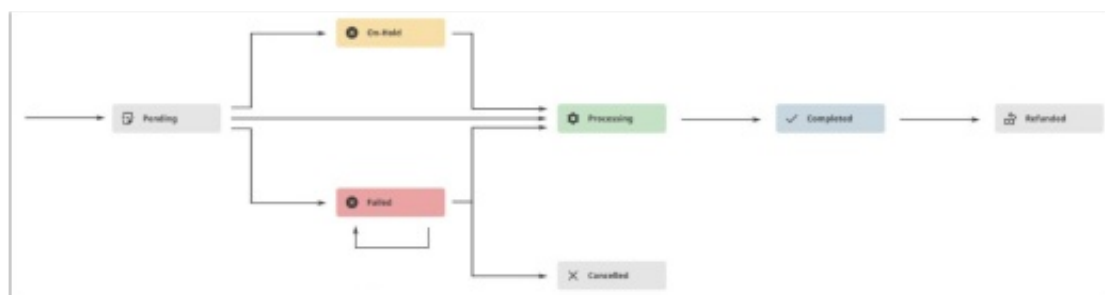 On-Hold
Pending
Processing
Completed
Refunded
Failed
Cancelled